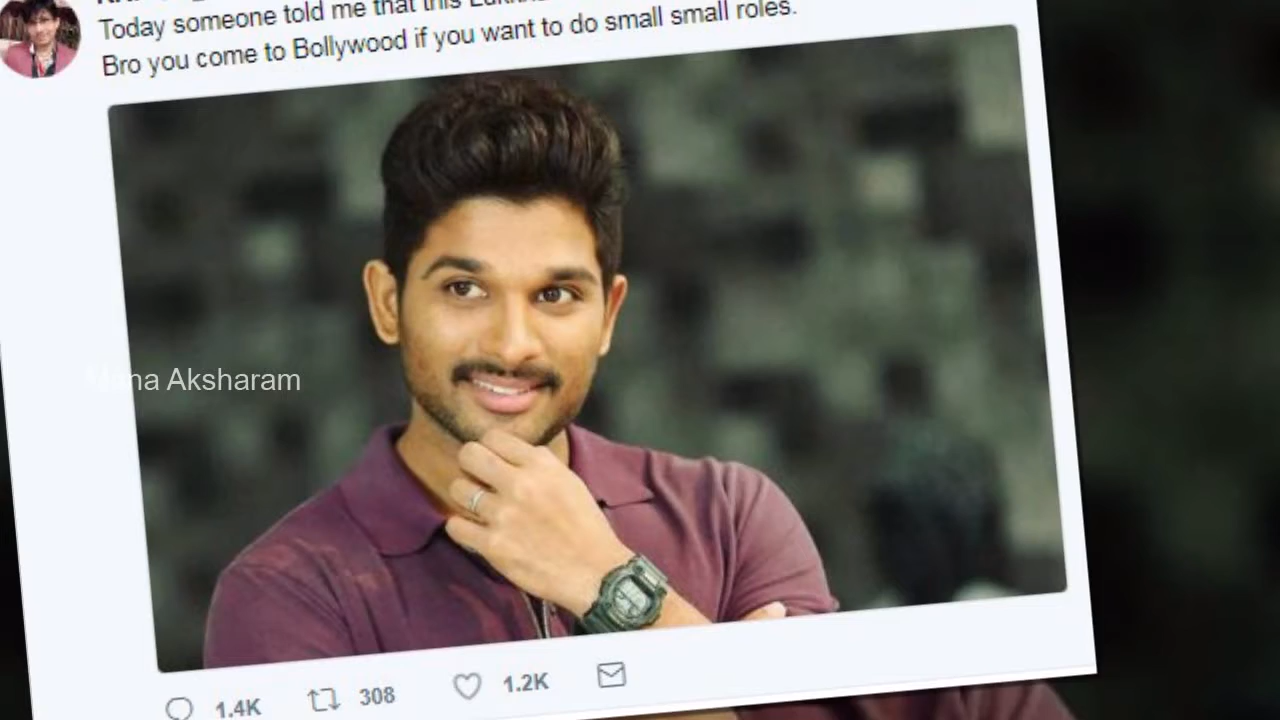 Today someone told me that this
Bro you come to Bollywood if you want to do small small roles.
Aksharam
1.4K 308 1.2K